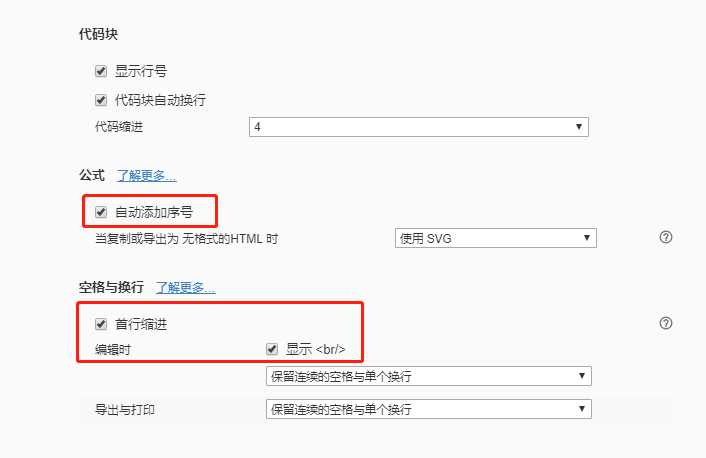 代码块
显示行号
代码块自动换行
代码缩进 4
公式 了解更多...
自动添加序号
当复制或导出为 无格式的HTML 时 使用 SVG
空格与换行 了解更多...
首行缩进
编辑时 显示 <br/>
保留连续的空格与单个换行
导出与打印 保留连续的空格与单个换行